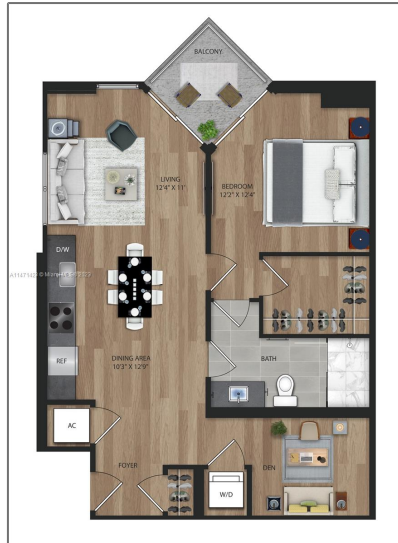 BALCONY
LIVING
12'4" X 11'
BEDROOM
12'2" X 12'4"
D/W
REF
DINING AREA
10'3" X 12'9"
BATH
AC
FOYER
W/D
DEN